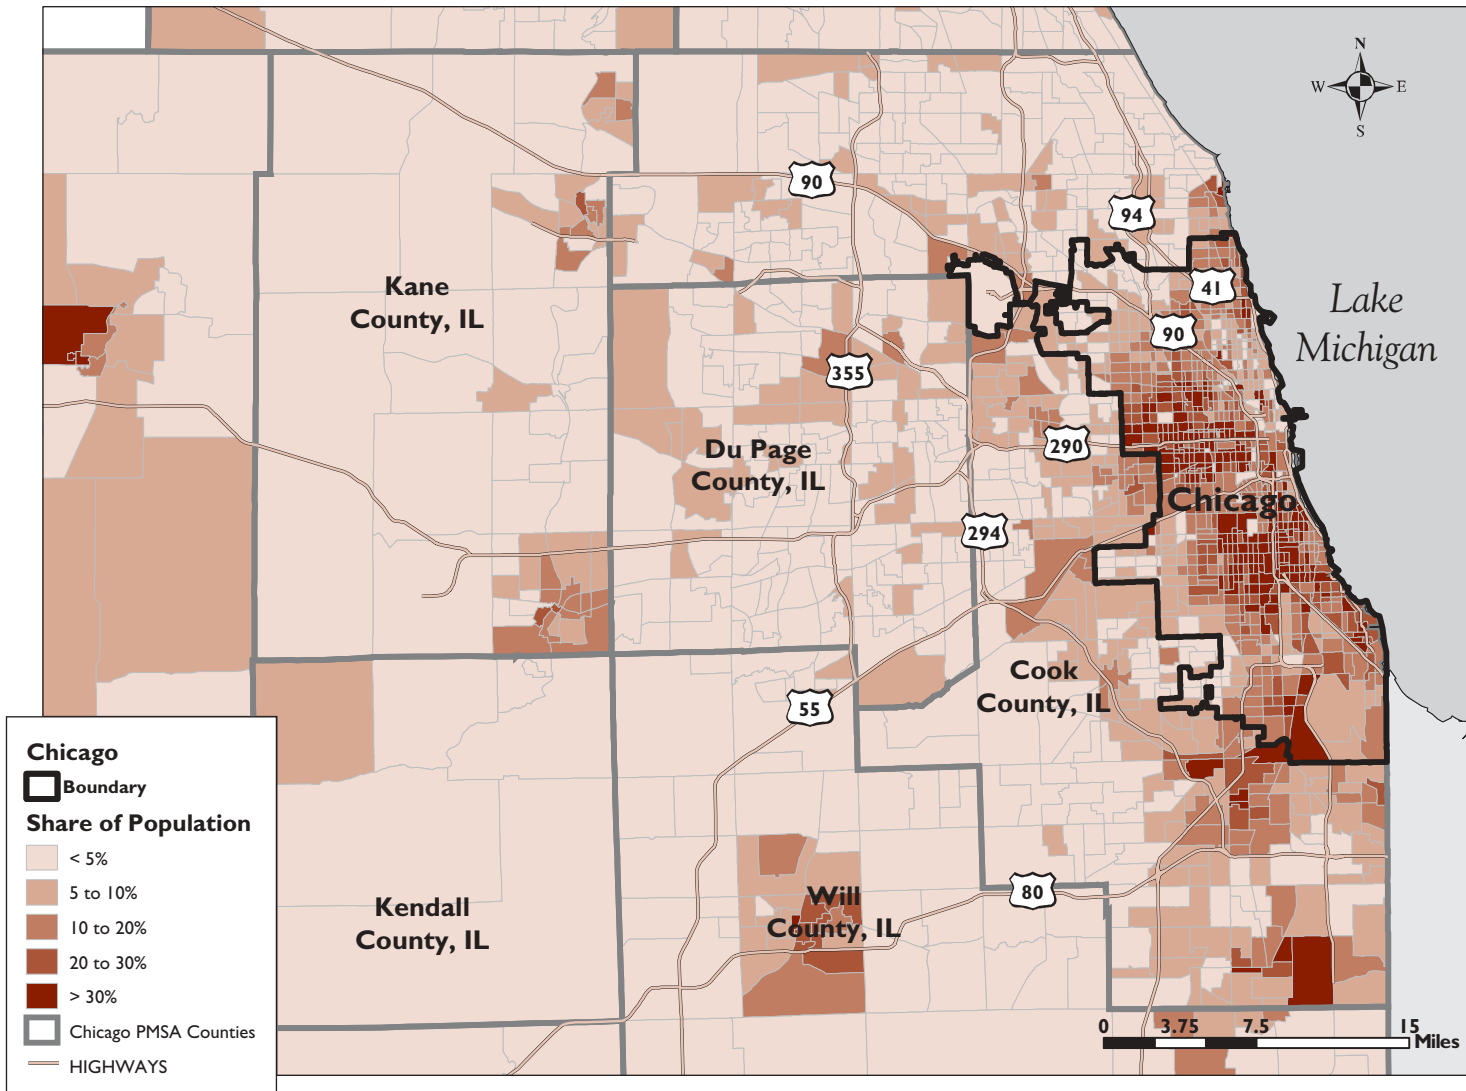 N
W E
S
90
94
41
Kane
County, IL
Lake
Michigan
90
355
Du Page
County, IL
290
Chicago
294
Cook
County, IL
55
Chicago
Boundary
Share of Population
< 5%
5 to 10%
10 to 20%
20 to 30%
> 30%
Chicago PMSA Counties
HIGHWAYS
Kendall
County, IL
Will
County, IL
80
0 3.75 7.5 15
Miles